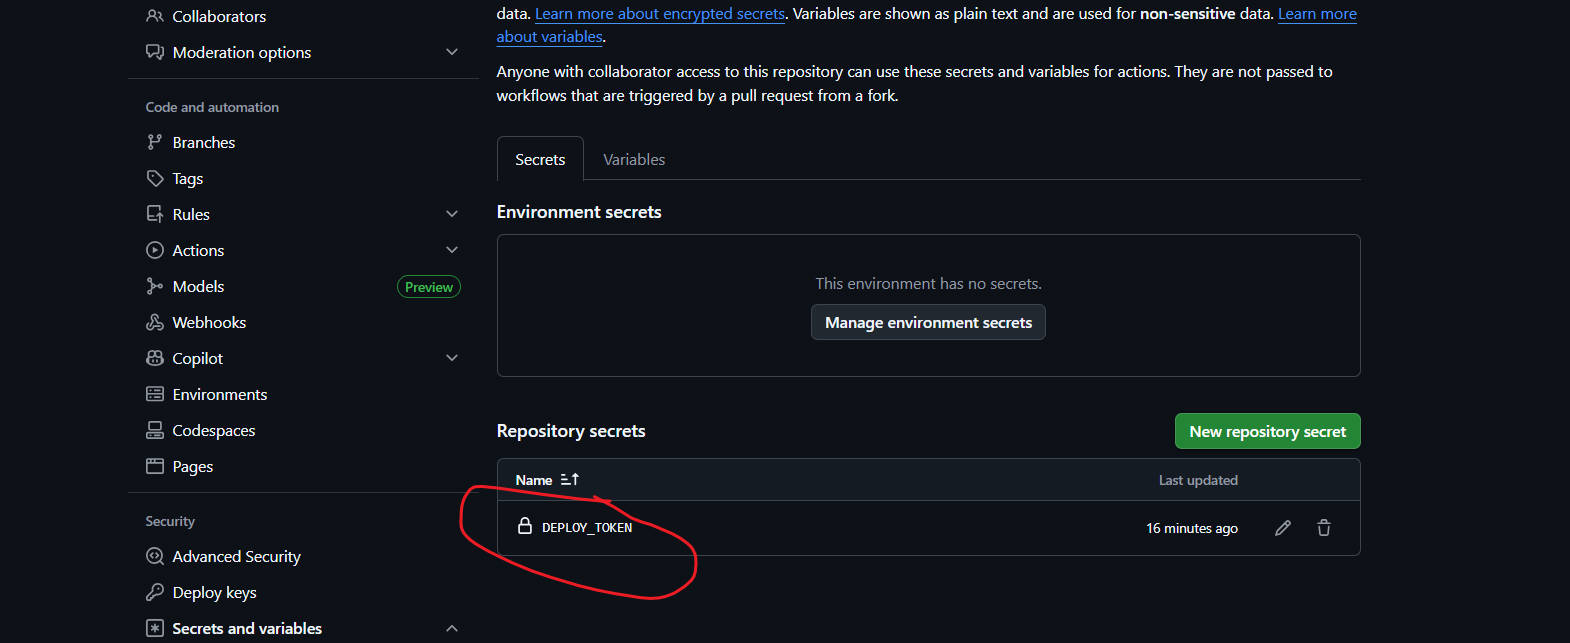 Collaborators
Moderation options
Code and automation
Branches
Tags
Rules
Actions
Models Preview
Webhooks
Copilot
Environments
Codespaces
Pages
Security
Advanced Security
Deploy keys
Secrets and variables
data. Learn more about encrypted secrets. Variables are shown as plain text and are used for non-sensitive data. Learn more
about variables.
Anyone with collaborator access to this repository can use these secrets and variables for actions. They are not passed to
workflows that are triggered by a pull request from a fork.
Secrets Variables
Environment secrets
This environment has no secrets.
Manage environment secrets
Repository secrets New repository secret
Name Last updated
DEPLOY_TOKEN 16 minutes ago